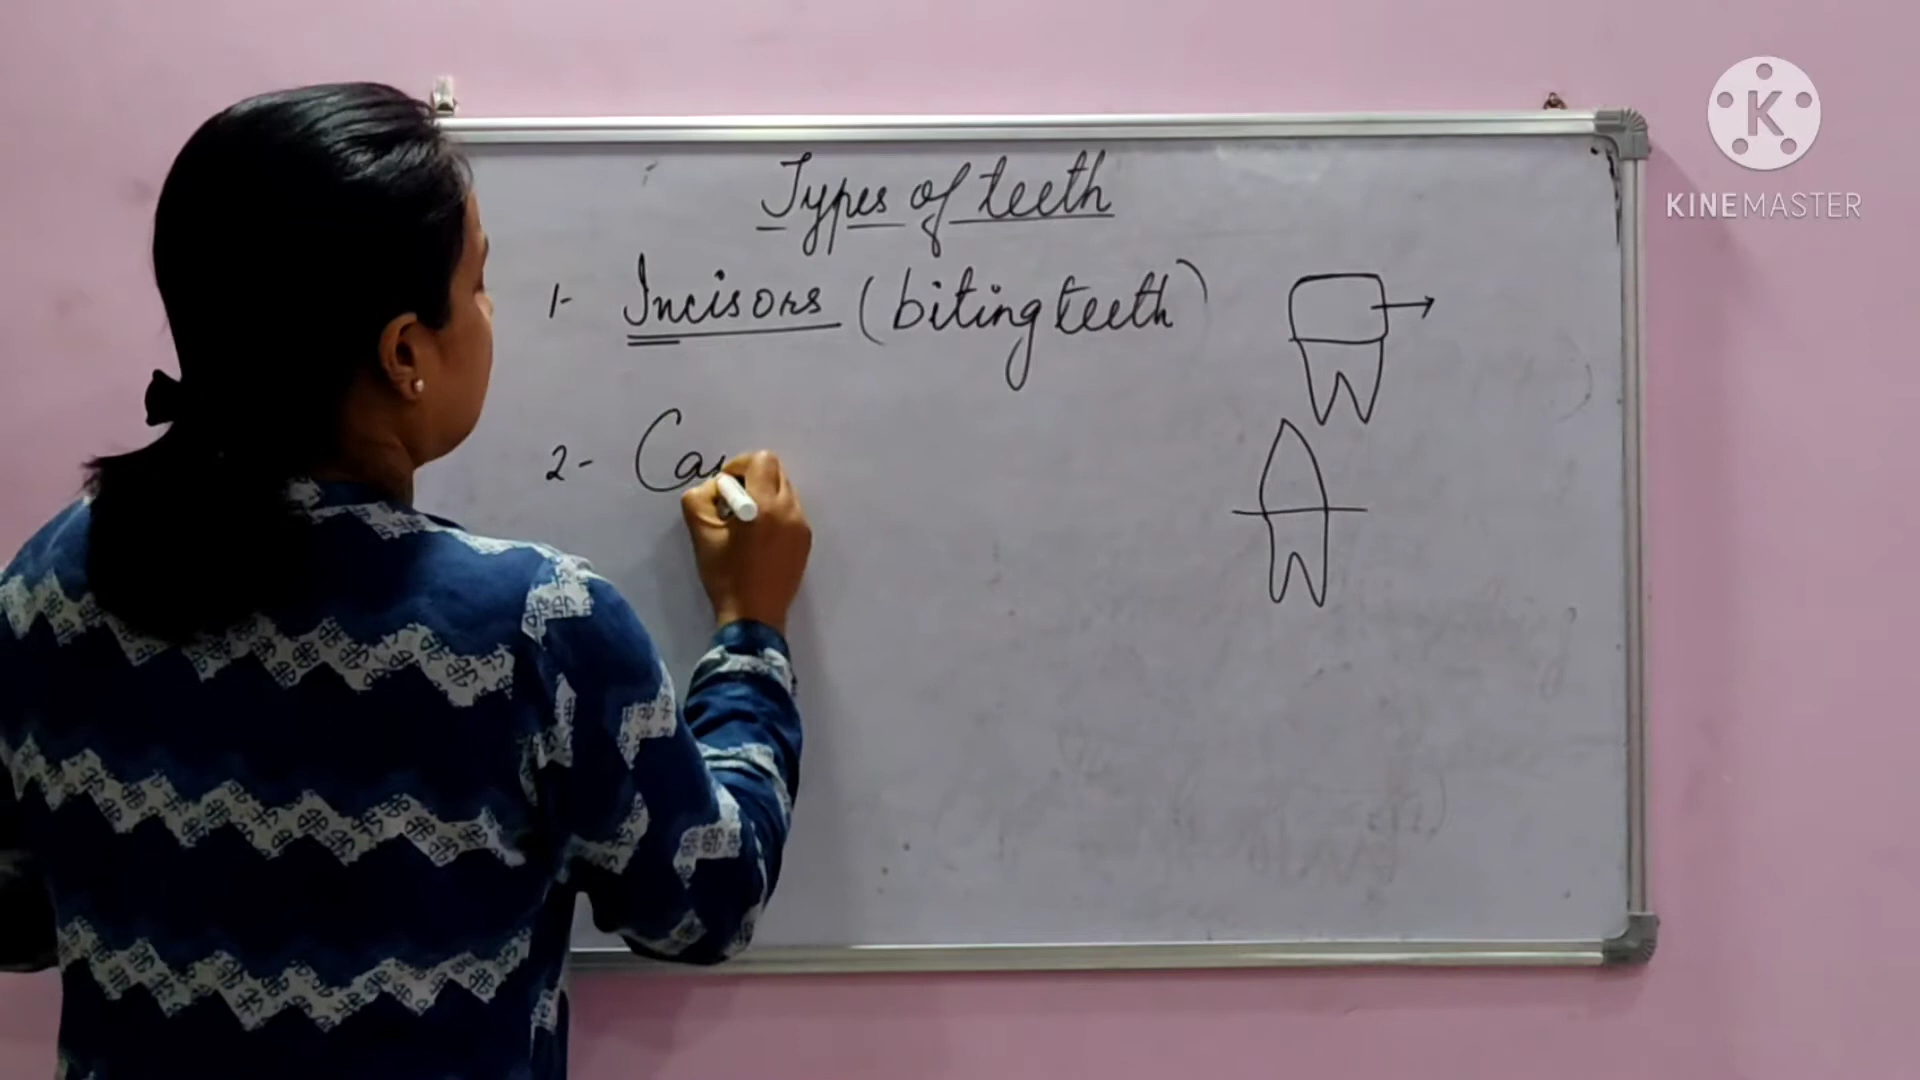 Types of teeth
1- Incisors (biting teeth)
2- Ca
KINEMASTER